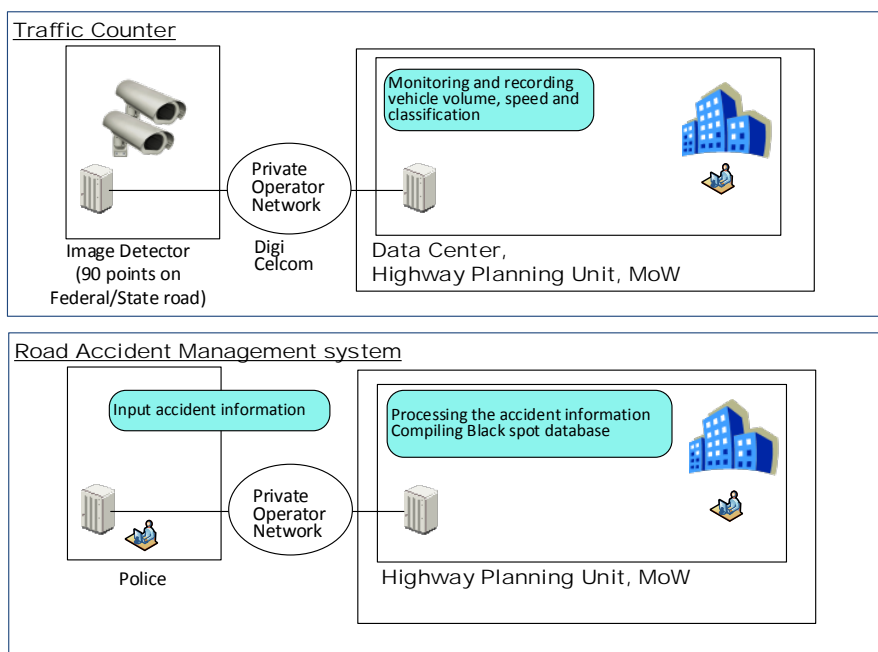 Traffic Counter
Monitoring and recording
vehicle volume, speed and
classification
Private
Operator
Network
Digi
Celcom
Image Detector
(90 points on
Federal/State road)
Data Center,
Highway Planning Unit, MoW
Road Accident Management system
Input accident information
Processing the accident information
Compiling Black spot database
Private
Operator
Network
Police
Highway Planning Unit, MoW